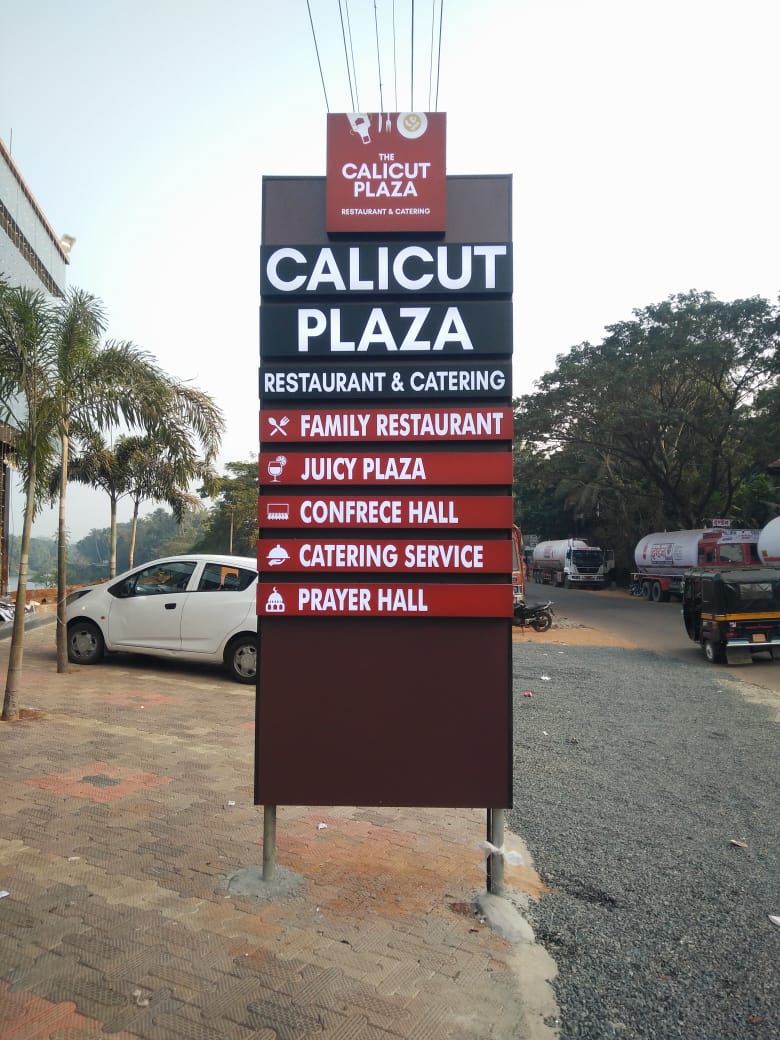 THE
CALICUT
PLAZA
RESTAURANT & CATERING
CALICUT
PLAZA
RESTAURANT & CATERING
FAMILY RESTAURANT
JUICY PLAZA
CONFRECE HALL
CATERING SERVICE
PRAYER HALL